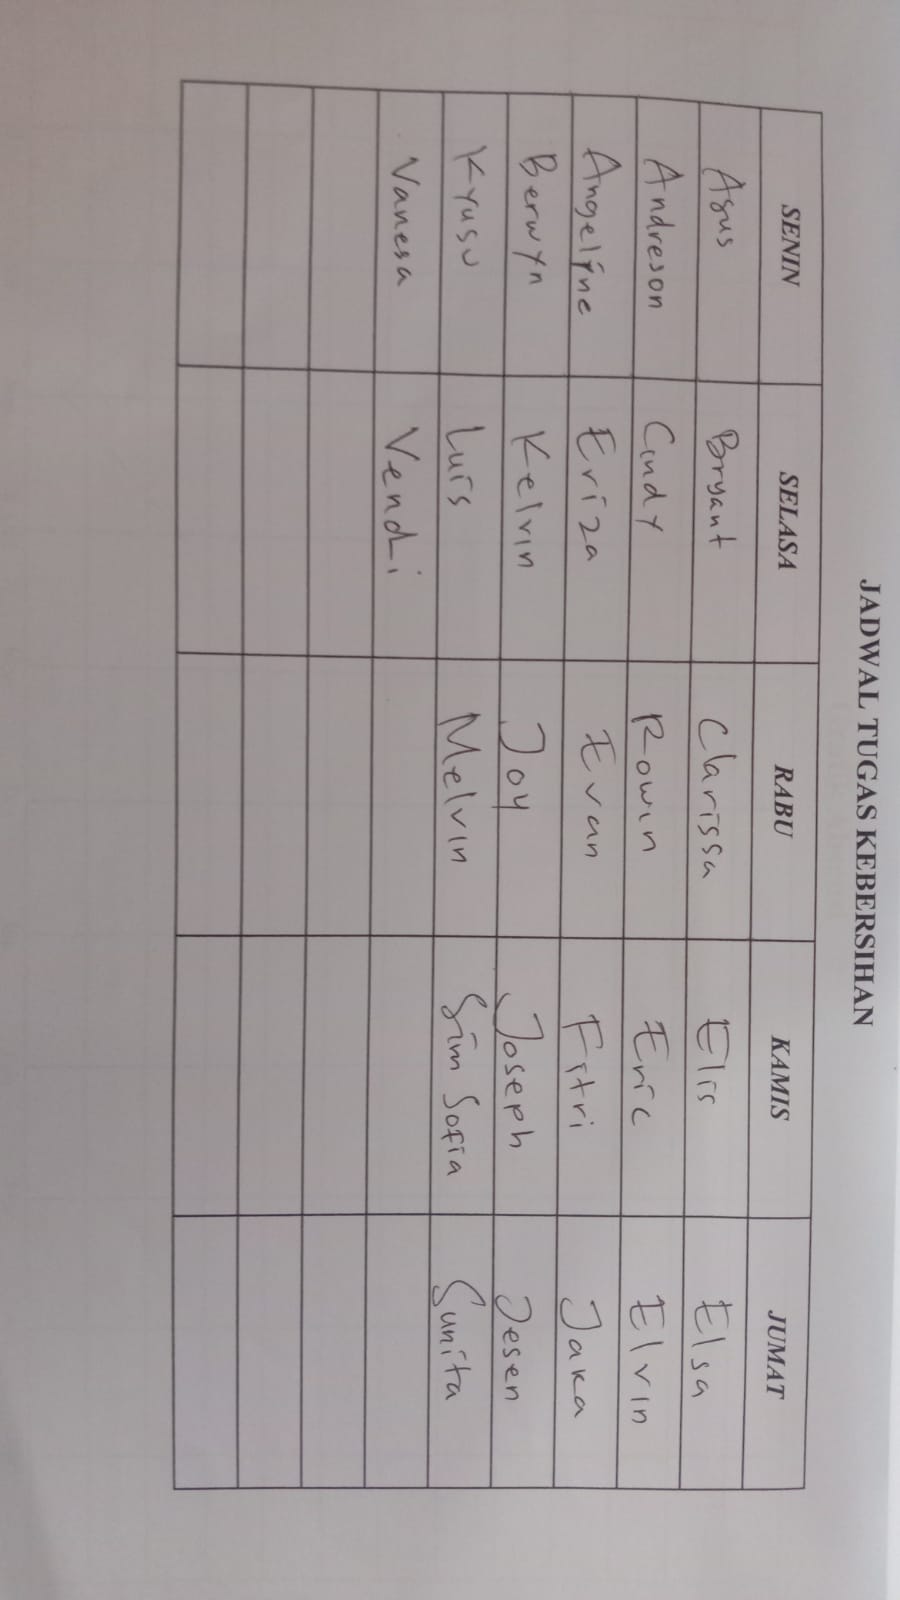 JADWAL TUGAS KEBERSIHAN
SENIN SELASA RABU KAMIS JUMAT
Agus Bryant Clarissa Elis Elsa
Andreson Cindy Rowin Eric Elvin
Angeline Eriza Evan Fitri Jaka
Berwyn Kelvin Joy Joseph Jesen
Kyusu Luis Melvin Sim Sofia Sunita
Vanesa Vendi